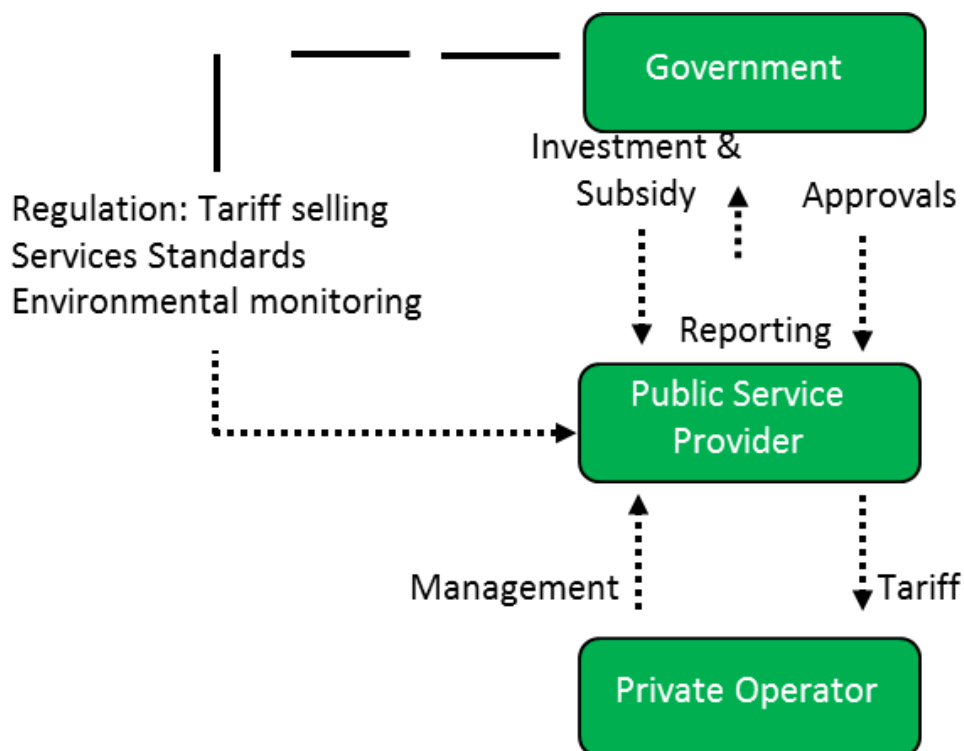 Government
Investment &
Subsidy
Approvals
Regulation: Tariff selling
Services Standards
Environmental monitoring
Reporting
Public Service
Provider
Management
Tariff
Private Operator